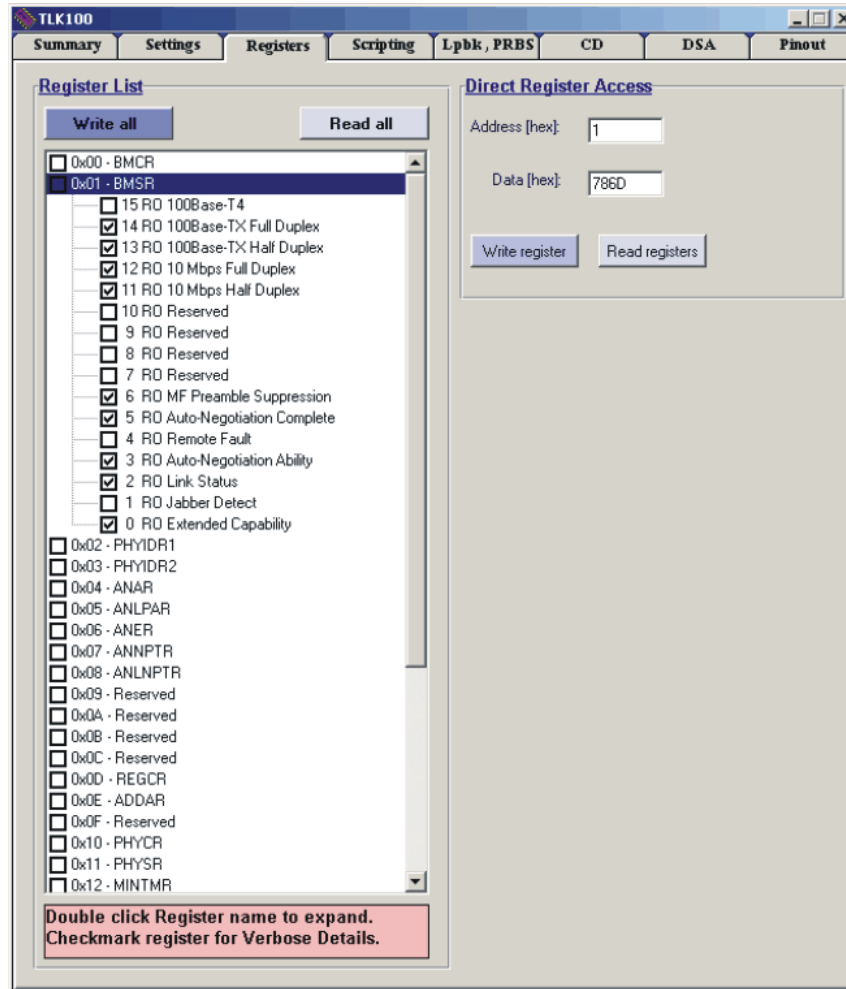 TLK100
Summary Settings Registers Scripting Lpbk , PRBS CD DSA Pinout
Register List
Write all Read all
0x00 - BMCR
0x01 - BMSR
15 RO 100Base-T4
14 RO 100Base-TX Full Duplex
13 RO 100Base-TX Half Duplex
12 RO 10 Mbps Full Duplex
11 RO 10 Mbps Half Duplex
10 RO Reserved
9 RO Reserved
8 RO Reserved
7 RO Reserved
6 RO MF Preamble Suppression
5 RO Auto-Negotiation Complete
4 RO Remote Fault
3 RO Auto-Negotiation Ability
2 RO Link Status
1 RO Jabber Detect
0 RO Extended Capability
0x02 - PHYIDR1
0x03 - PHYIDR2
0x04 - ANAR
0x05 - ANLPAR
0x06 - ANER
0x07 - ANNPTR
0x08 - ANLNPTR
0x09 - Reserved
0x0A - Reserved
0x0B - Reserved
0x0C - Reserved
0x0D - REGCR
0x0E - ADDAR
0x0F - Reserved
0x10 - PHYCR
0x11 - PHYSR
0x12 - MINTMR
Double click Register name to expand.
Checkmark register for Verbose Details.
Direct Register Access
Address [hex]: 1
Data [hex]: 786D
Write register Read registers